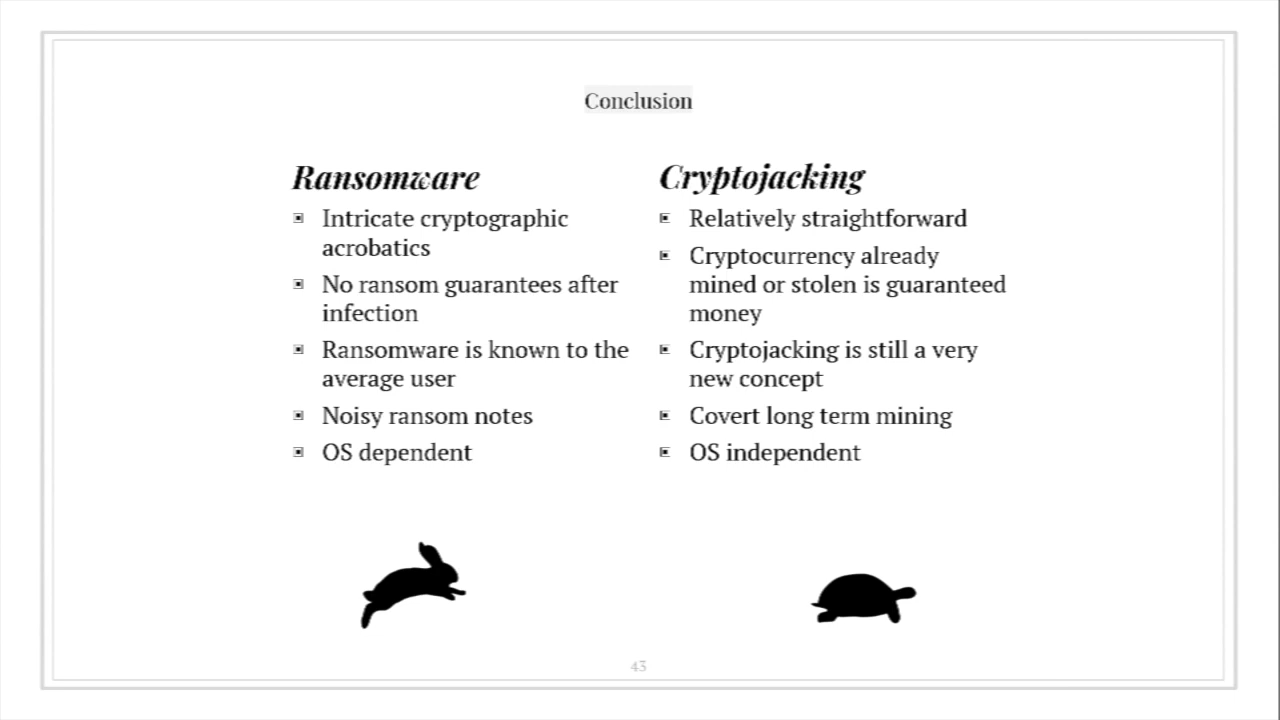 Conclusion
Ransomware
Intricate cryptographic
acrobatics
No ransom guarantees after
infection
Ransomware is known to the
average user
Noisy ransom notes
OS dependent
Cryptojacking
Relatively straightforward
Cryptocurrency already
mined or stolen is guaranteed
money
Cryptojacking is still a very
new concept
Covert long term mining
OS independent
43